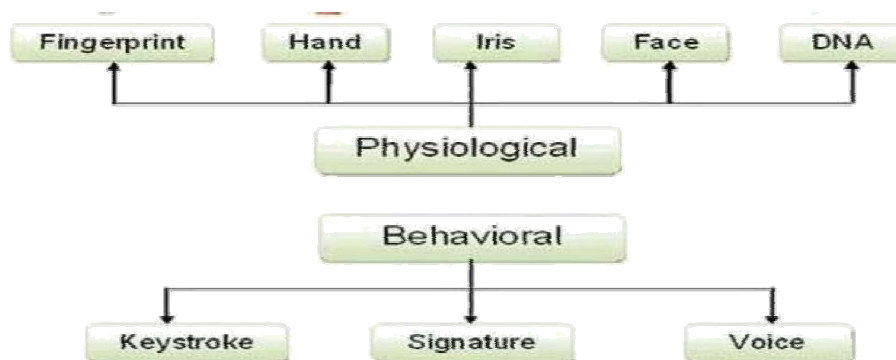 Fingerprint Hand Iris Face DNA
Physiological
Behavioral
Keystroke Signature Voice